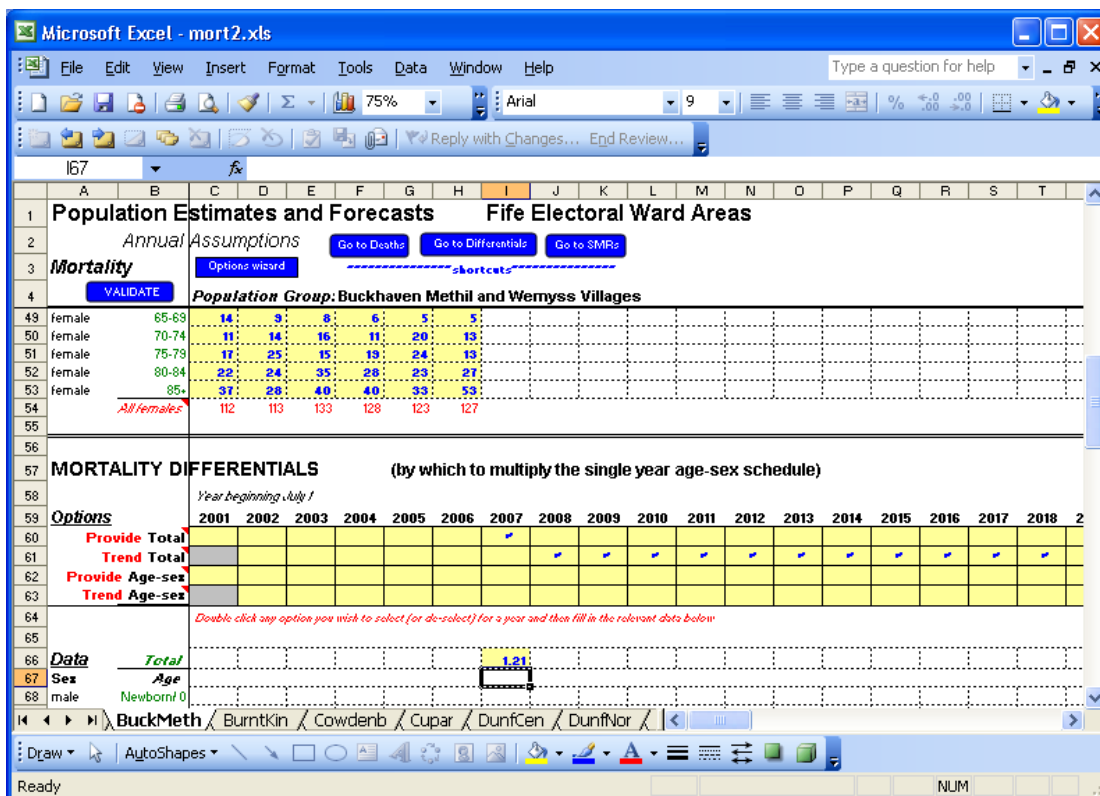 Microsoft Excel - mort2.xls
File Edit View Insert Format Tools Data Window Help Type a question for help
75% Arial 9
Reply with Changes... End Review...
I67 fx
A B C D E F G H I J K L M N O P Q R S T
1 Population Estimates and Forecasts Fife Electoral Ward Areas
2 Annual Assumptions Go to Deaths Go to Differentials Go to SMRs
3 Mortality Options wizard shortcuts
4 VALIDATE Population Group: Buckhaven Methil and Wemyss Villages
49 female 65-69 14 9 8 6 5 5
50 female 70-74 11 14 16 11 20 13
51 female 75-79 17 25 15 19 24 13
52 female 80-84 22 24 35 28 23 27
53 female 85+ 37 28 40 40 33 53
54 All females 112 113 133 128 123 127
55
56
57 MORTALITY DIFFERENTIALS (by which to multiply the single year age-sex schedule)
58 Year beginning July 1
59 Options 2001 2002 2003 2004 2005 2006 2007 2008 2009 2010 2011 2012 2013 2014 2015 2016 2017 2018 2
60 Provide Total
61 Trend Total
62 Provide Age-sex
63 Trend Age-sex
64 Double click any option you wish to select (or de-select) for a year and then fill in the relevant data below
65
66 Data Total 1.21
67 Sex Age
68 male Newborn/ 0
BuckMeth BurntKin Cowdenb Cupar DunfCen DunfNor
Draw AutoShapes
Ready NUM